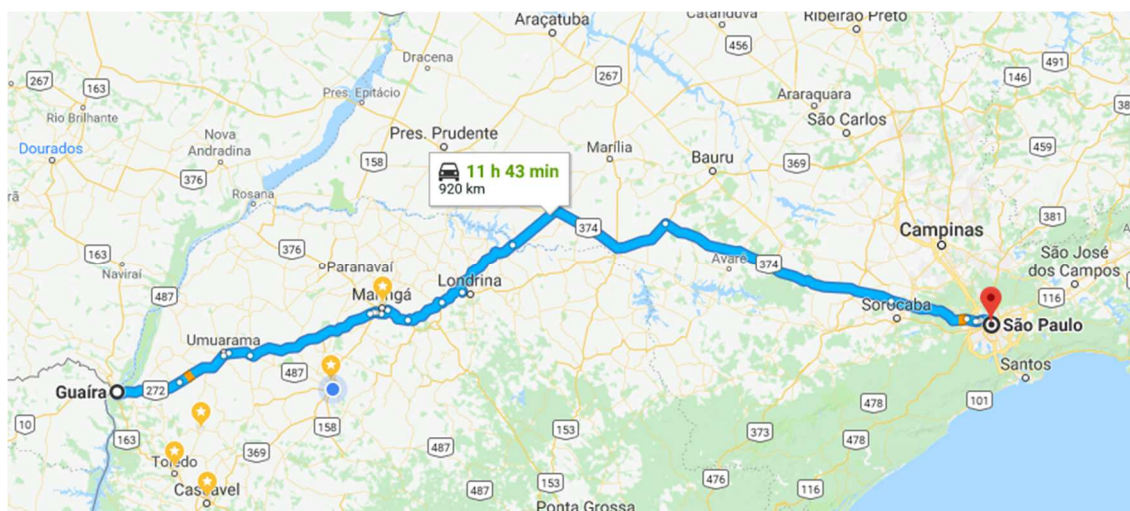 Araçatuba
Catanduva
Ribeirão Preto
456
491
Dracena
267
267
163
146
Pres. Epitácio
Araraquara
Rio Brilhante
São Carlos
459
Nova
Andradina
Pres. Prudente
Marília
Bauru
Dourados
158
369
376
11 h 43 min
920 km
Rosana
381
374
Campinas
163
376
São José
dos Campos
Naviraí
Paranavaí
Avaré
374
487
Londrina
116
Maringá
Sorocaba
São Paulo
Umuarama
Santos
487
Guaíra
272
101
478
10
158
163
153
373
478
369
487
Toledo
476
Cascavel
487
153
116
Ponta Grossa